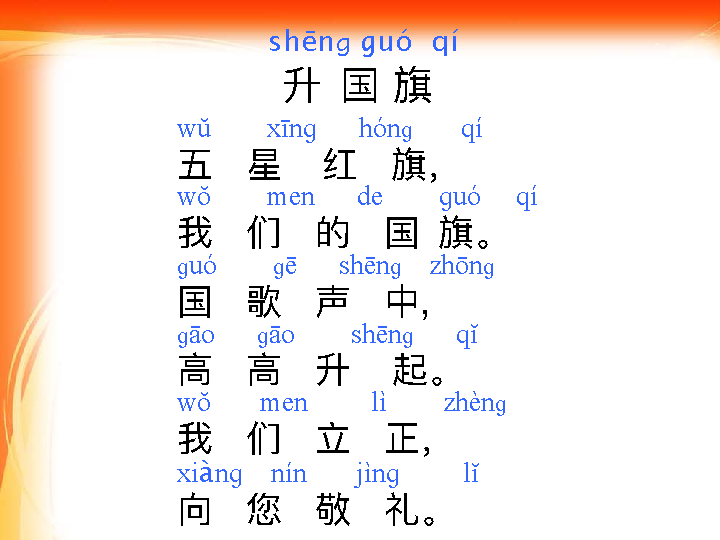 shēng guó qí
升 国 旗
wǔ xīng hóng qí
五 星 红 旗，
wǒ men de guó qí
我 们 的 国 旗。
guó gē shēng zhōng
国 歌 声 中，
gāo gāo shēng qǐ
高 高 升 起。
wǒ men lì zhèng
我 们 立 正，
xiàng nín jìng lǐ
向 您 敬 礼。